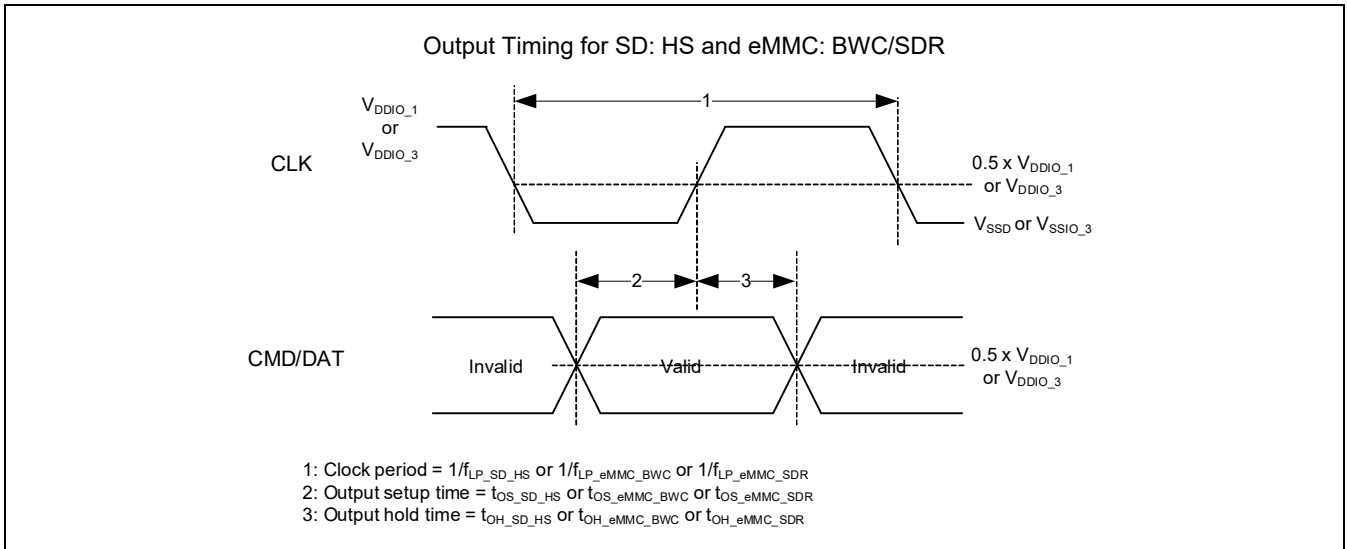 Output Timing for SD: HS and eMMC: BWC/SDR
1
VDDIO_1
or
VDDIO_3
CLK
0.5 x VDDIO_1
or VDDIO_3
VSSD or VSSIO_3
2
3
CMD/DAT
Invalid
Valid
Invalid
0.5 x VDDIO_1
or VDDIO_3
1: Clock period = 1/fLP_SD_HS or 1/fLP_eMMC_BWC or 1/fLP_eMMC_SDR
2: Output setup time = tOS_SD_HS or tOS_eMMC_BWC or tOS_eMMC_SDR
3: Output hold time = tOH_SD_HS or tOH_eMMC_BWC or tOH_eMMC_SDR